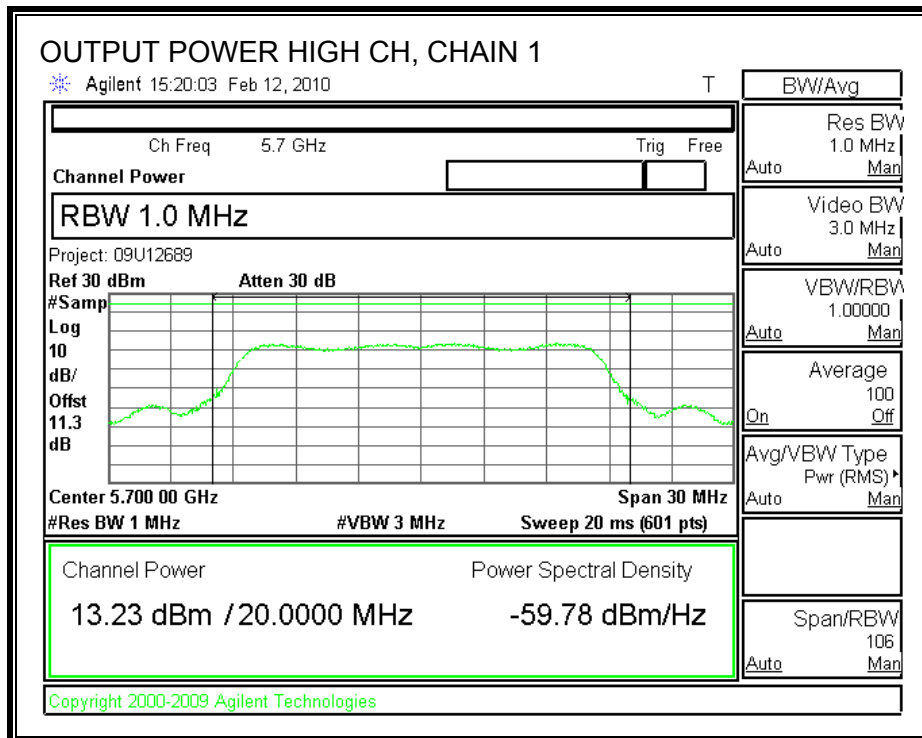 OUTPUT POWER HIGH CH, CHAIN 1
Agilent 15:20:03 Feb 12, 2010 T
Ch Freq 5.7 GHz Trig Free
Channel Power
RBW 1.0 MHz
Project: 09U12689
Ref 30 dBm Atten 30 dB
#Samp
Log
10
dB/
Offst
11.3
dB
Center 5.700 00 GHz Span 30 MHz
#Res BW 1 MHz #VBW 3 MHz Sweep 20 ms (601 pts)
Channel Power Power Spectral Density
13.23 dBm / 20.0000 MHz -59.78 dBm/Hz
Copyright 2000-2009 Agilent Technologies
BW/Avg
Res BW
1.0 MHz
Auto Man
Video BW
3.0 MHz
Auto Man
VBW/RBW
1.00000
Auto Man
Average
100
On Off
Avg/VBW Type
Pwr (RMS)
Auto Man
Span/RBW
106
Auto Man